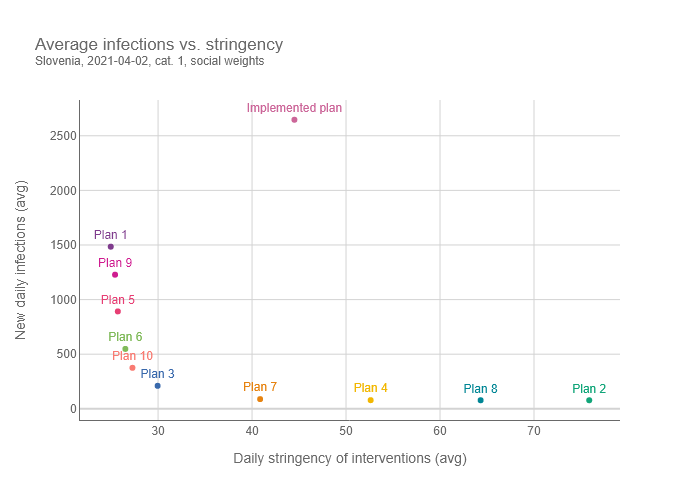 Average infections vs. stringency
Slovenia, 2021-04-02, cat. 1, social weights
Implemented plan
2500
2000
Plan 1
1500
Plan 9
Plan 5
1000
Plan 6
Plan 10
500
Plan 3
Plan 7
Plan 4
Plan 8
Plan 2
0
New daily infections (avg)
30
40
50
60
70
Daily stringency of interventions (avg)